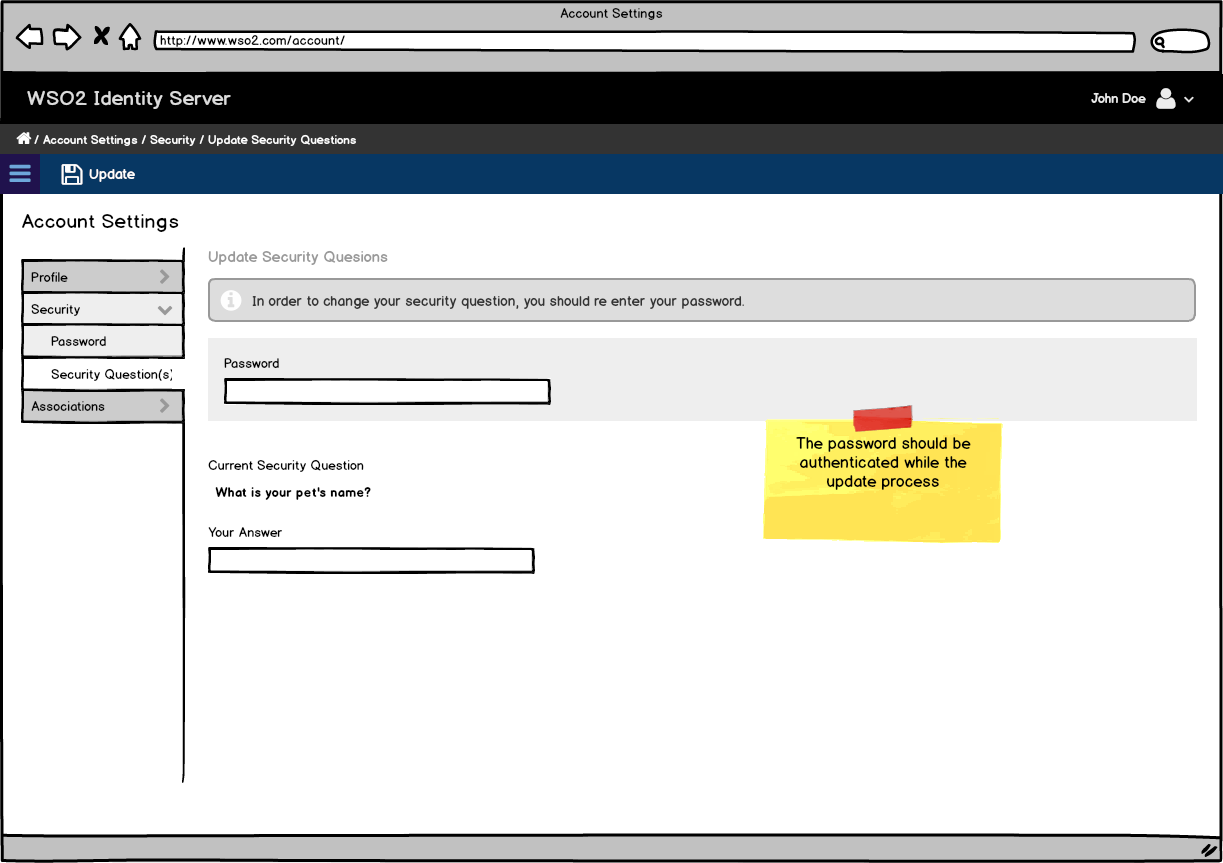 Account Settings
http://www.wso2.com/account/
WSO2 Identity Server
John Doe
/ Account Settings / Security / Update Security Questions
Update
Account Settings
Update Security Quesions
Profile
Security
Password
Security Question(s)
Associations
In order to change your security question, you should re enter your password.
Password
The password should be
authenticated while the
update process
Current Security Question
What is your pet's name?
Your Answer